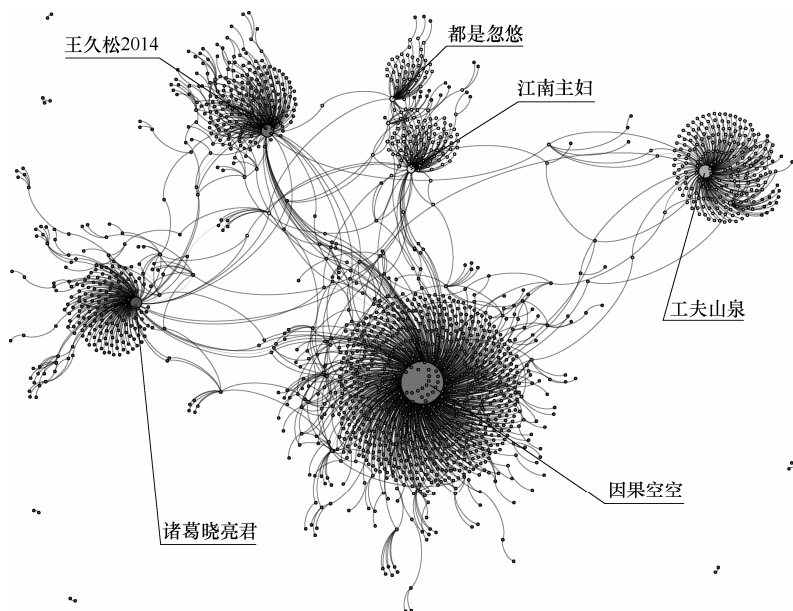 王久松2014
都是忽悠
江南主妇
工夫山泉
因果空空
诸葛晓亮君